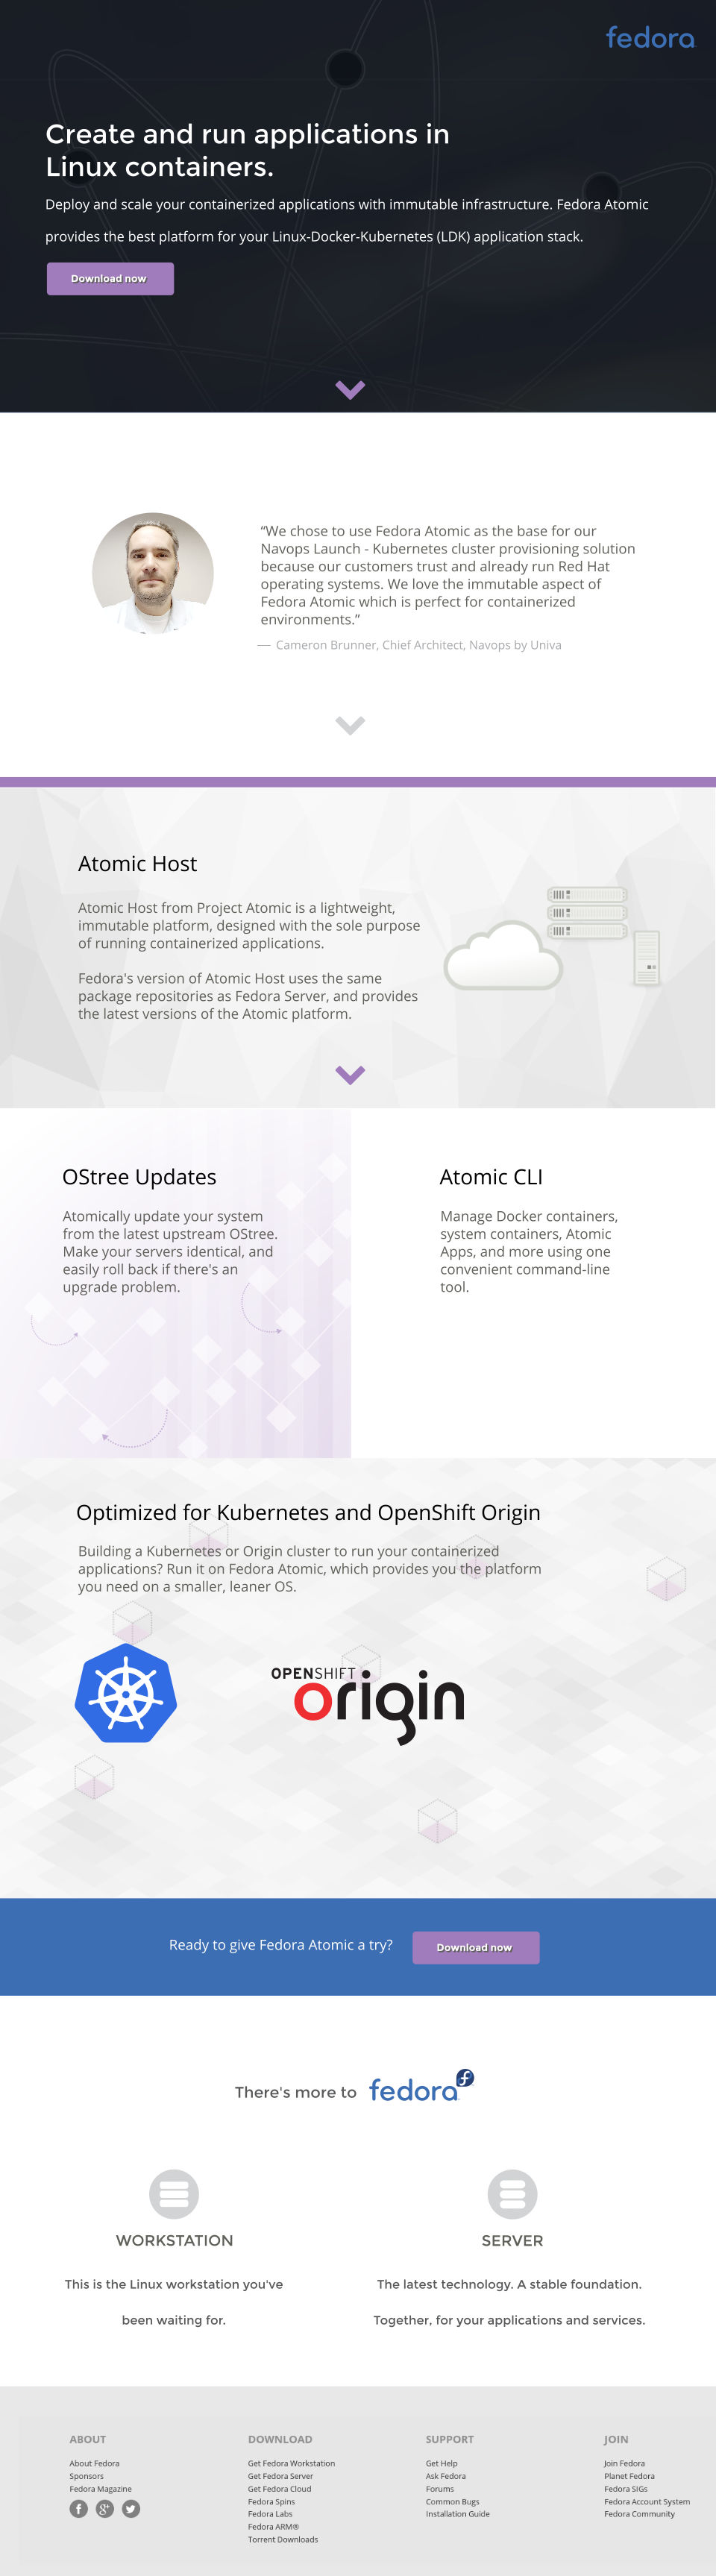 fedora
Create and run applications in
Linux containers.
Deploy and scale your containerized applications with immutable infrastructure. Fedora Atomic
provides the best platform for your Linux-Docker-Kubernetes (LDK) application stack.
Download now
“We chose to use Fedora Atomic as the base for our
Navops Launch - Kubernetes cluster provisioning solution
because our customers trust and already run Red Hat
operating systems. We love the immutable aspect of
Fedora Atomic which is perfect for containerized
environments.”
— Cameron Brunner, Chief Architect, Navops by Univa
Atomic Host
Atomic Host from Project Atomic is a lightweight,
immutable platform, designed with the sole purpose
of running containerized applications.
Fedora's version of Atomic Host uses the same
package repositories as Fedora Server, and provides
the latest versions of the Atomic platform.
OStree Updates
Atomically update your system
from the latest upstream OStree.
Make your servers identical, and
easily roll back if there's an
upgrade problem.
Atomic CLI
Manage Docker containers,
system containers, Atomic
Apps, and more using one
convenient command-line
tool.
Optimized for Kubernetes and OpenShift Origin
Building a Kubernetes or Origin cluster to run your containerized
applications? Run it on Fedora Atomic, which provides you the platform
you need on a smaller, leaner OS.
OPENSHIFT
origin
Ready to give Fedora Atomic a try?
Download now
There's more to fedora
WORKSTATION
This is the Linux workstation you've
been waiting for.
SERVER
The latest technology. A stable foundation.
Together, for your applications and services.
ABOUT
About Fedora
Sponsors
Fedora Magazine
DOWNLOAD
Get Fedora Workstation
Get Fedora Server
Get Fedora Cloud
Fedora Spins
Fedora Labs
Fedora ARM®
Torrent Downloads
SUPPORT
Get Help
Ask Fedora
Forums
Common Bugs
Installation Guide
JOIN
Join Fedora
Planet Fedora
Fedora SIGs
Fedora Account System
Fedora Community